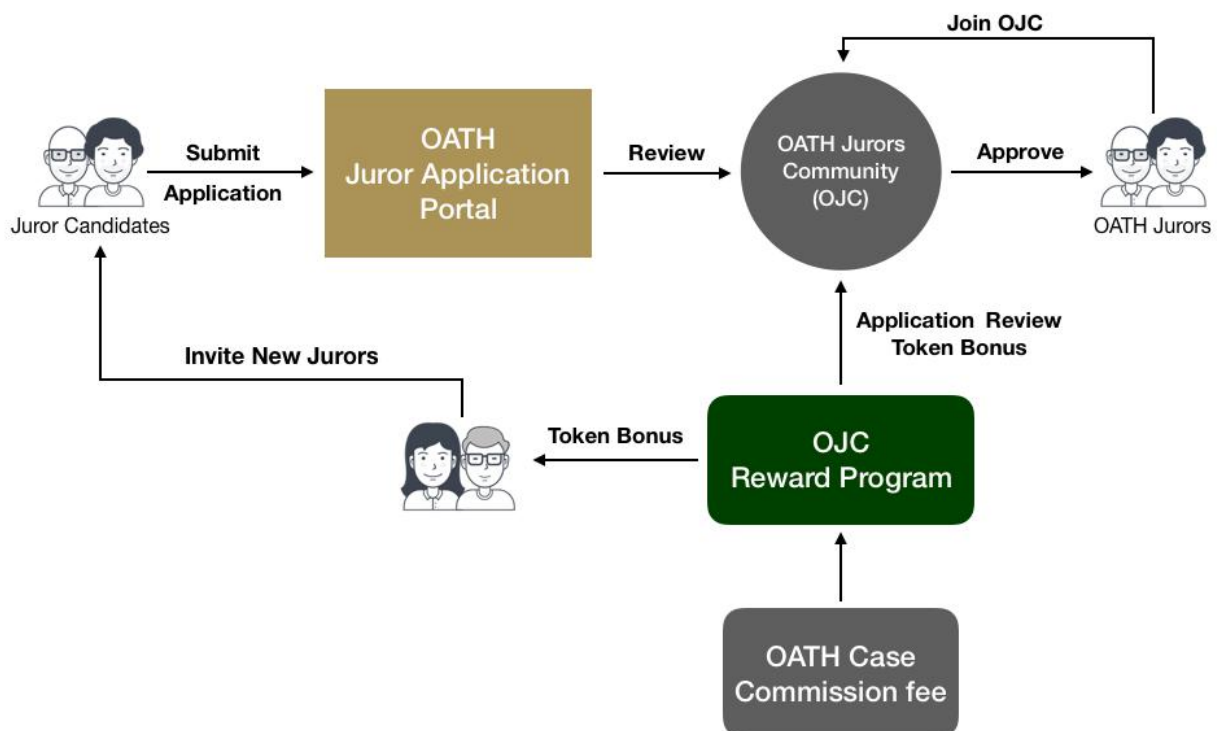 Join OJC
OATH
Juror Application
Portal
Submit
Application
Juror Candidates
Review
OATH Jurors
Community
(OJC)
Approve
OATH Jurors
Application Review
Token Bonus
Invite New Jurors
Token Bonus
OJC
Reward Program
OATH Case
Commission fee